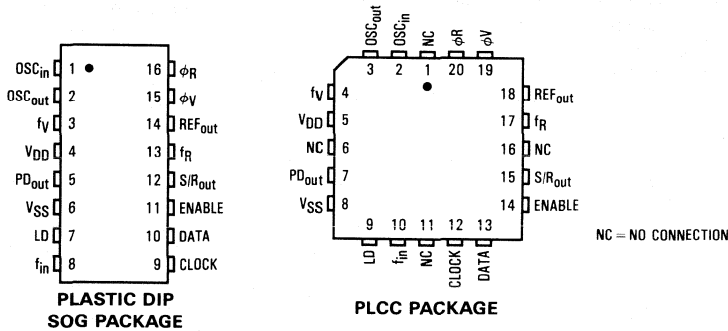 OSCin 1 16 ϕR
OSCout 2 15 ϕV
fV 3 14 REFout
VDD 4 13 fR
PDout 5 12 S/Rout
VSS 6 11 ENABLE
LD 7 10 DATA
fin 8 9 CLOCK
PLASTIC DIP
SOG PACKAGE
OSCout OSCin NC ϕR ϕV
3 2 1 20 19
fV 4 18 REFout
VDD 5 17 fR
NC 6 16 NC
PDout 7 15 S/Rout
VSS 8 14 ENABLE
9 10 11 12 13
LD fin NC CLOCK DATA
PLCC PACKAGE
NC = NO CONNECTION